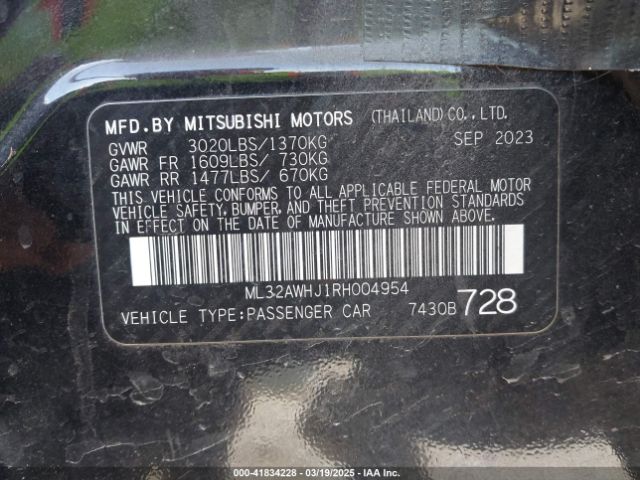 MFD.BY MITSUBISHI MOTORS (THAILAND)CO.,LTD.
GVWR 3020LBS/1370KG SEP 2023
GAWR FR 1609LBS/ 730KG
GAWR RR 1477LBS/ 670KG
THIS VEHICLE CONFORMS TO ALL APPLICABLE FEDERAL MOTOR
VEHICLE SAFETY, BUMPER, AND THEFT PREVENTION STANDARDS
IN EFFECT ON THE DATE OF MANUFACTURE SHOWN ABOVE.
ML32AWHJ1RH004954
VEHICLE TYPE:PASSENGER CAR 7430B 728
000-41834228 - 03/19/2025 - IAA Inc.